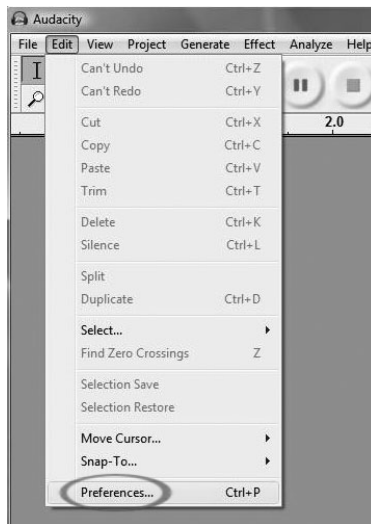 Audacity
File Edit View Project Generate Effect Analyze Help
Can't Undo Ctrl+Z
Can't Redo Ctrl+Y
2.0
Cut Ctrl+X
Copy Ctrl+C
Paste Ctrl+V
Trim Ctrl+T
Delete Ctrl+K
Silence Ctrl+L
Split
Duplicate Ctrl+D
Select...
Find Zero Crossings Z
Selection Save
Selection Restore
Move Cursor...
Snap-To...
Preferences... Ctrl+P